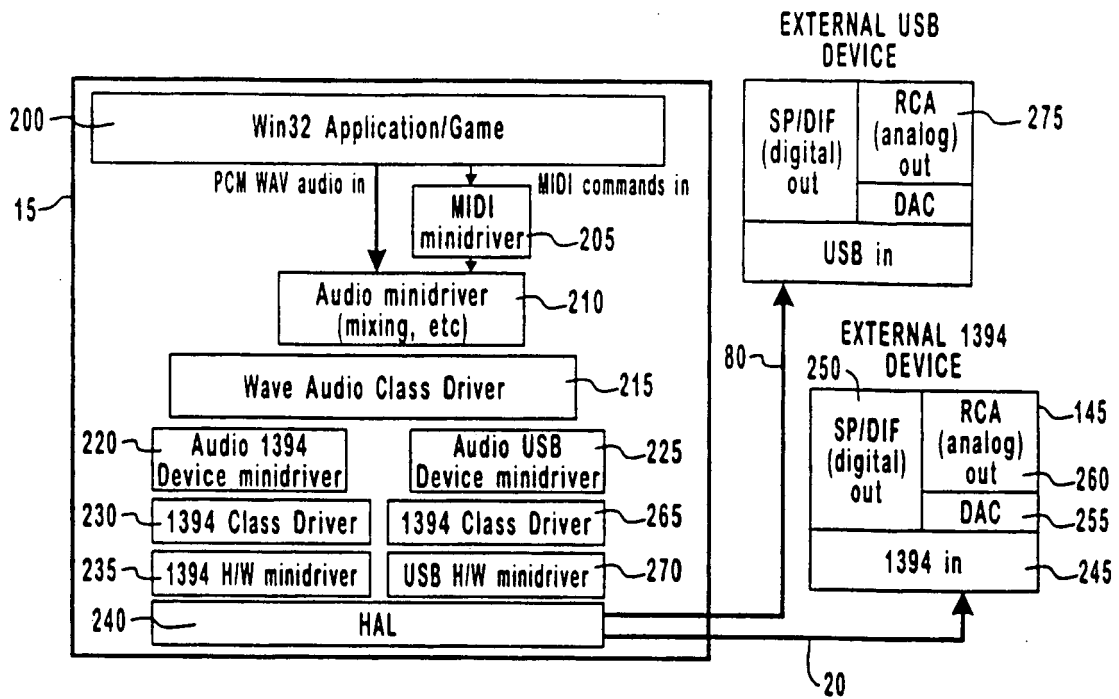 EXTERNAL USB
DEVICE
200
Win32 Application/Game
SP/DIF
(digital)
out
RCA
(analog)
out
275
DAC
USB in
15
PCM WAV audio in
MIDI commands in
MIDI
minidriver
205
Audio minidriver
(mixing, etc)
210
Wave Audio Class Driver
215
80
EXTERNAL 1394
DEVICE
250
SP/DIF
(digital)
out
RCA
(analog)
out
145
260
DAC
255
1394 in
245
220
Audio 1394
Device minidriver
Audio USB
Device minidriver
225
230
1394 Class Driver
1394 Class Driver
265
235
1394 H/W minidriver
USB H/W minidriver
270
240
HAL
20